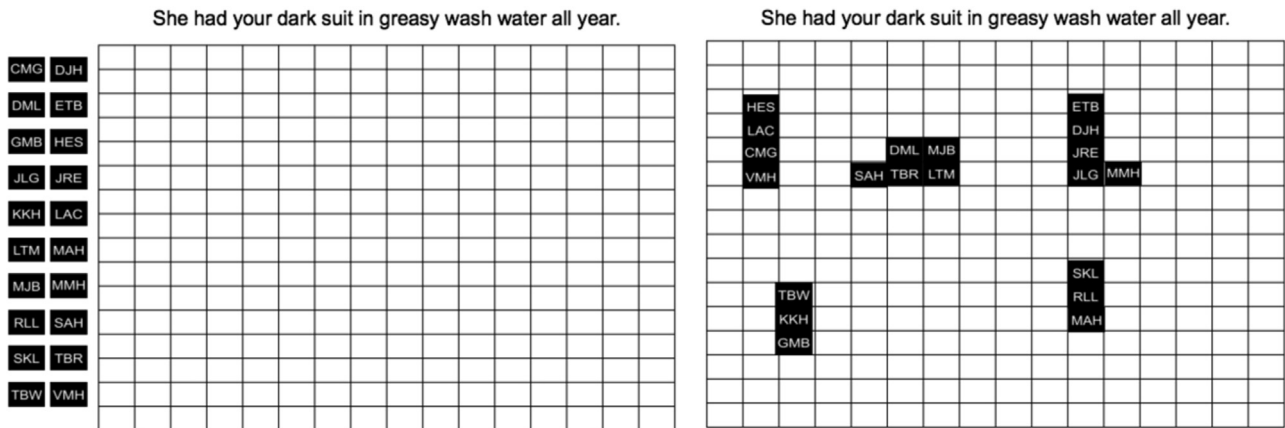 She had your dark suit in greasy wash water all year.
CMG DJH
DML ETB
GMB HES
JLG JRE
KKH LAC
LTM MAH
MJB MMH
RLL SAH
SKL TBR
TBW VMH
She had your dark suit in greasy wash water all year.
HES ETB
LAC DJH
CMG DML MJB JRE
VMH SAH TBR LTM JLG MMH
SKL
TBW RLL
KKH MAH
GMB